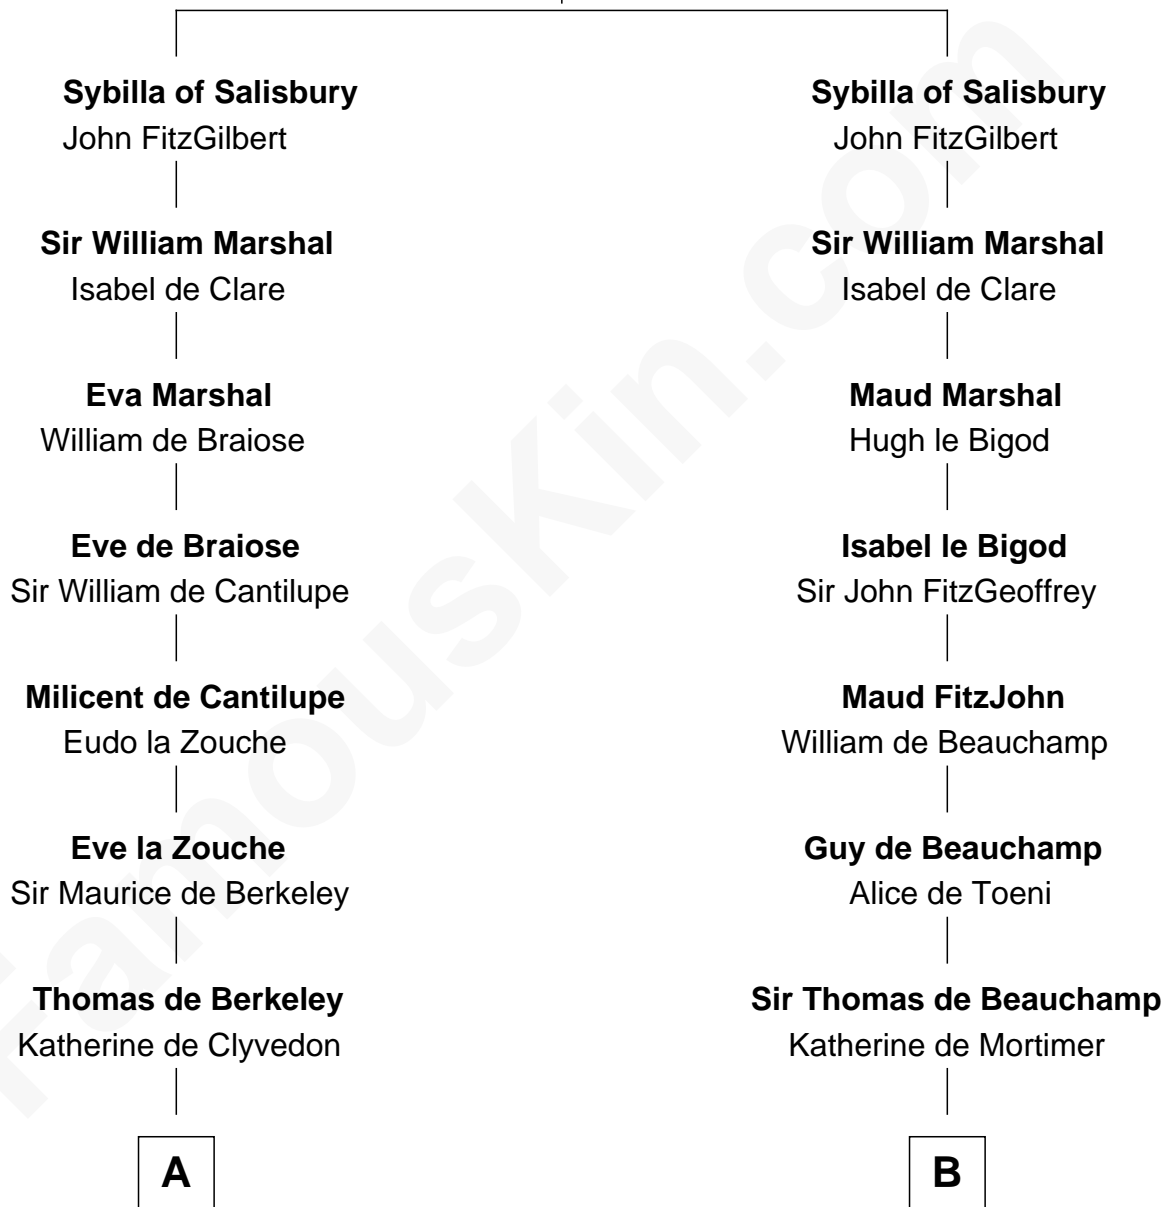 Sybilla of Salisbury
John FitzGilbert
Sir William Marshal
Isabel de Clare
Eva Marshal
William de Braiose
Eve de Braiose
Sir William de Cantilupe
Milicent de Cantilupe
Eudo la Zouche
Eve la Zouche
Sir Maurice de Berkeley
Thomas de Berkeley
Katherine de Clyvedon
A
Sybilla of Salisbury
John FitzGilbert
Sir William Marshal
Isabel de Clare
Maud Marshal
Hugh le Bigod
Isabel le Bigod
Sir John FitzGeoffrey
Maud FitzJohn
William de Beauchamp
Guy de Beauchamp
Alice de Toeni
Sir Thomas de Beauchamp
Katherine de Mortimer
B
FamousKin.com